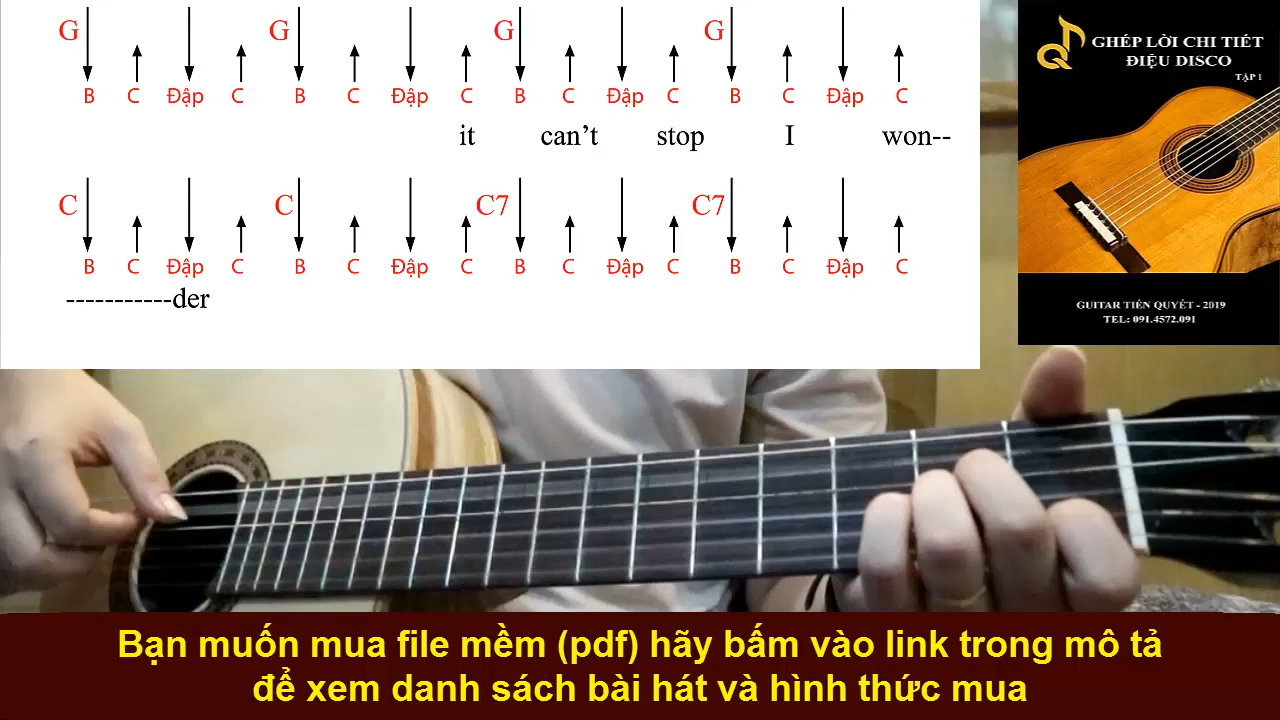 G G G G
B C Đập C B C Đập C B C Đập C B C Đập C
it can’t stop I won--
C C C7 C7
B C Đập C B C Đập C B C Đập C B C Đập C
------------der
GHÉP LỜI CHI TIẾT
ĐIỆU DISCO
TẬP 1
GUITAR TIẾN QUYẾT - 2019
TEL: 091.4572.091
Bạn muốn mua file mềm (pdf) hãy bấm vào link trong mô tả
để xem danh sách bài hát và hình thức mua